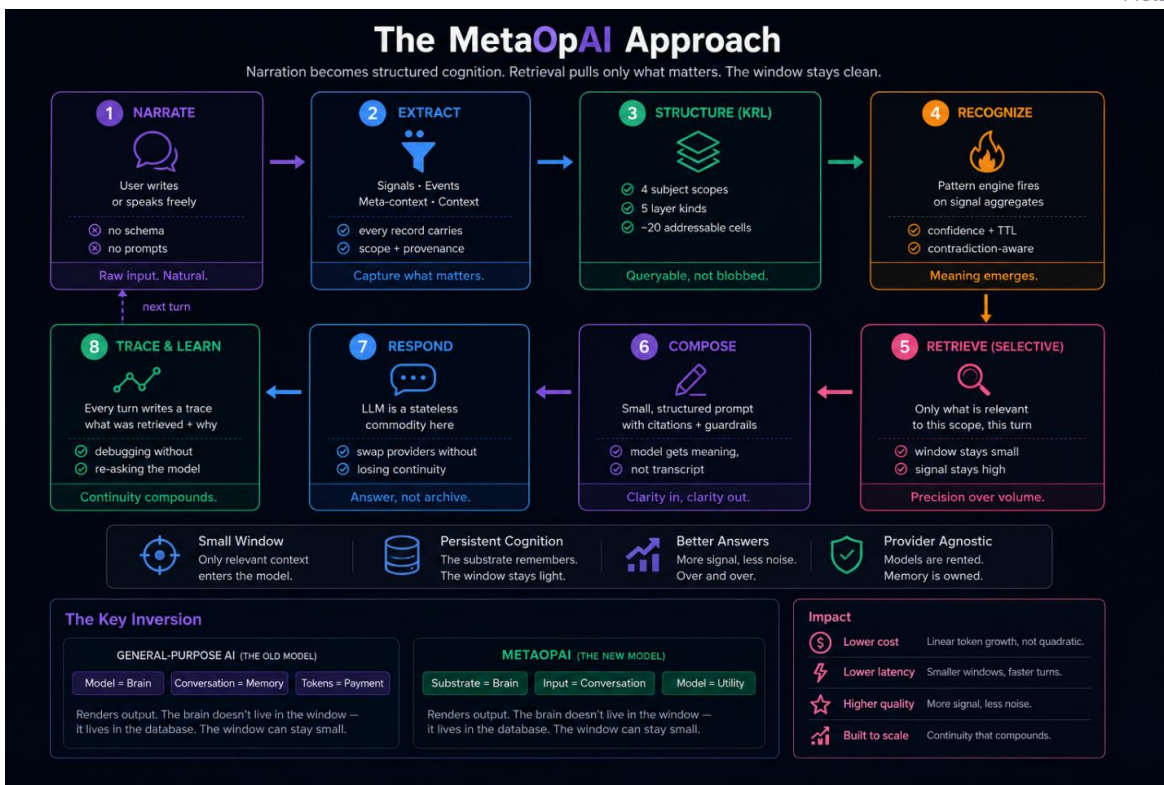 The MetaOpAI Approach
Narration becomes structured cognition. Retrieval pulls only what matters. The window stays clean.
1 NARRATE
User writes
or speaks freely
no schema
no prompts
Raw input. Natural.
2 EXTRACT
Signals • Events
Meta-context • Context
every record carries
scope + provenance
Capture what matters.
3 STRUCTURE (KRL)
4 subject scopes
5 layer kinds
~20 addressable cells
Queryable, not blobbed.
4 RECOGNIZE
Pattern engine fires
on signal aggregates
confidence + TTL
contradiction-aware
Meaning emerges.
next turn
8 TRACE & LEARN
Every turn writes a trace
what was retrieved + why
debugging without
re-asking the model
Continuity compounds.
7 RESPOND
LLM is a stateless
commodity here
swap providers without
losing continuity
Answer, not archive.
6 COMPOSE
Small, structured prompt
with citations + guardrails
model gets meaning,
not transcript
Clarity in, clarity out.
5 RETRIEVE (SELECTIVE)
Only what is relevant
to this scope, this turn
window stays small
signal stays high
Precision over volume.
Small Window
Only relevant context
enters the model.
Persistent Cognition
The substrate remembers.
The window stays light.
Better Answers
More signal, less noise.
Over and over.
Provider Agnostic
Models are rented.
Memory is owned.
The Key Inversion
GENERAL-PURPOSE AI (THE OLD MODEL)
Model = Brain
Conversation = Memory
Tokens = Payment
Renders output. The brain doesn't live in the window —
it lives in the database. The window can stay small.
METAOPAI (THE NEW MODEL)
Substrate = Brain
Input = Conversation
Model = Utility
Renders output. The brain doesn't live in the window —
it lives in the database. The window can stay small.
Impact
$ Lower cost Linear token growth, not quadratic.
Lower latency Smaller windows, faster turns.
Higher quality More signal, less noise.
Built to scale Continuity that compounds.